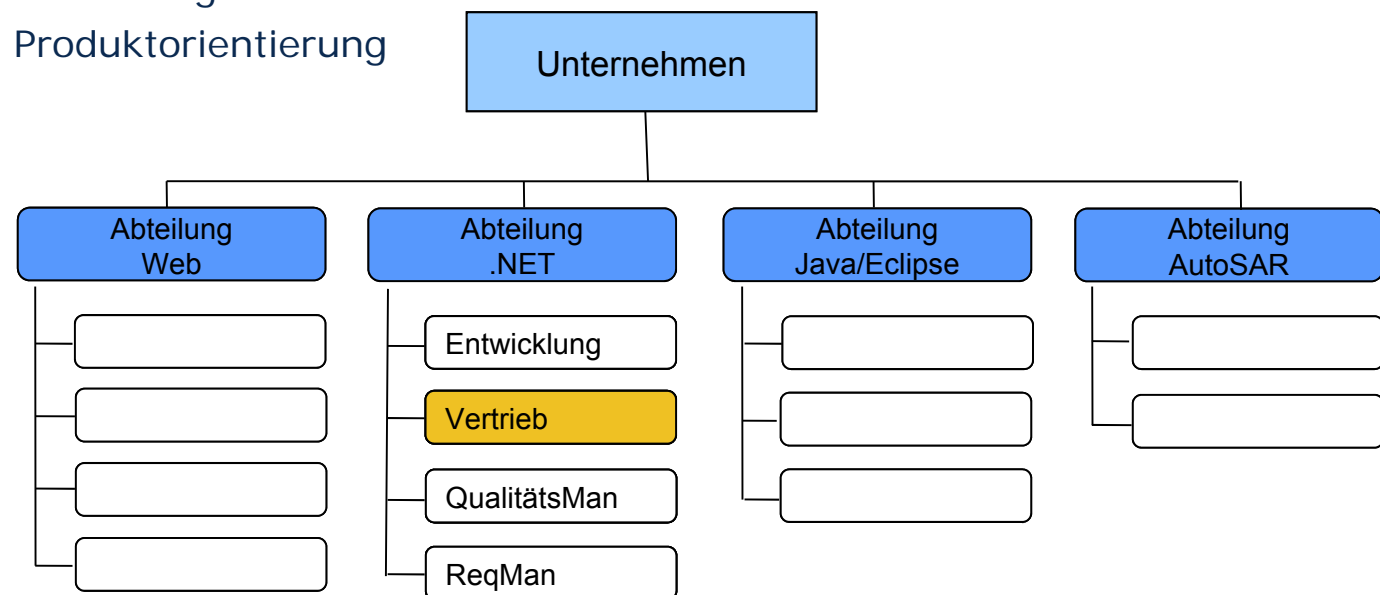 Produktorientierung
Unternehmen
Abteilung
Web
Abteilung
.NET
Abteilung
Java/Eclipse
Abteilung
AutoSAR
Entwicklung
Vertrieb
QualitätsMan
ReqMan